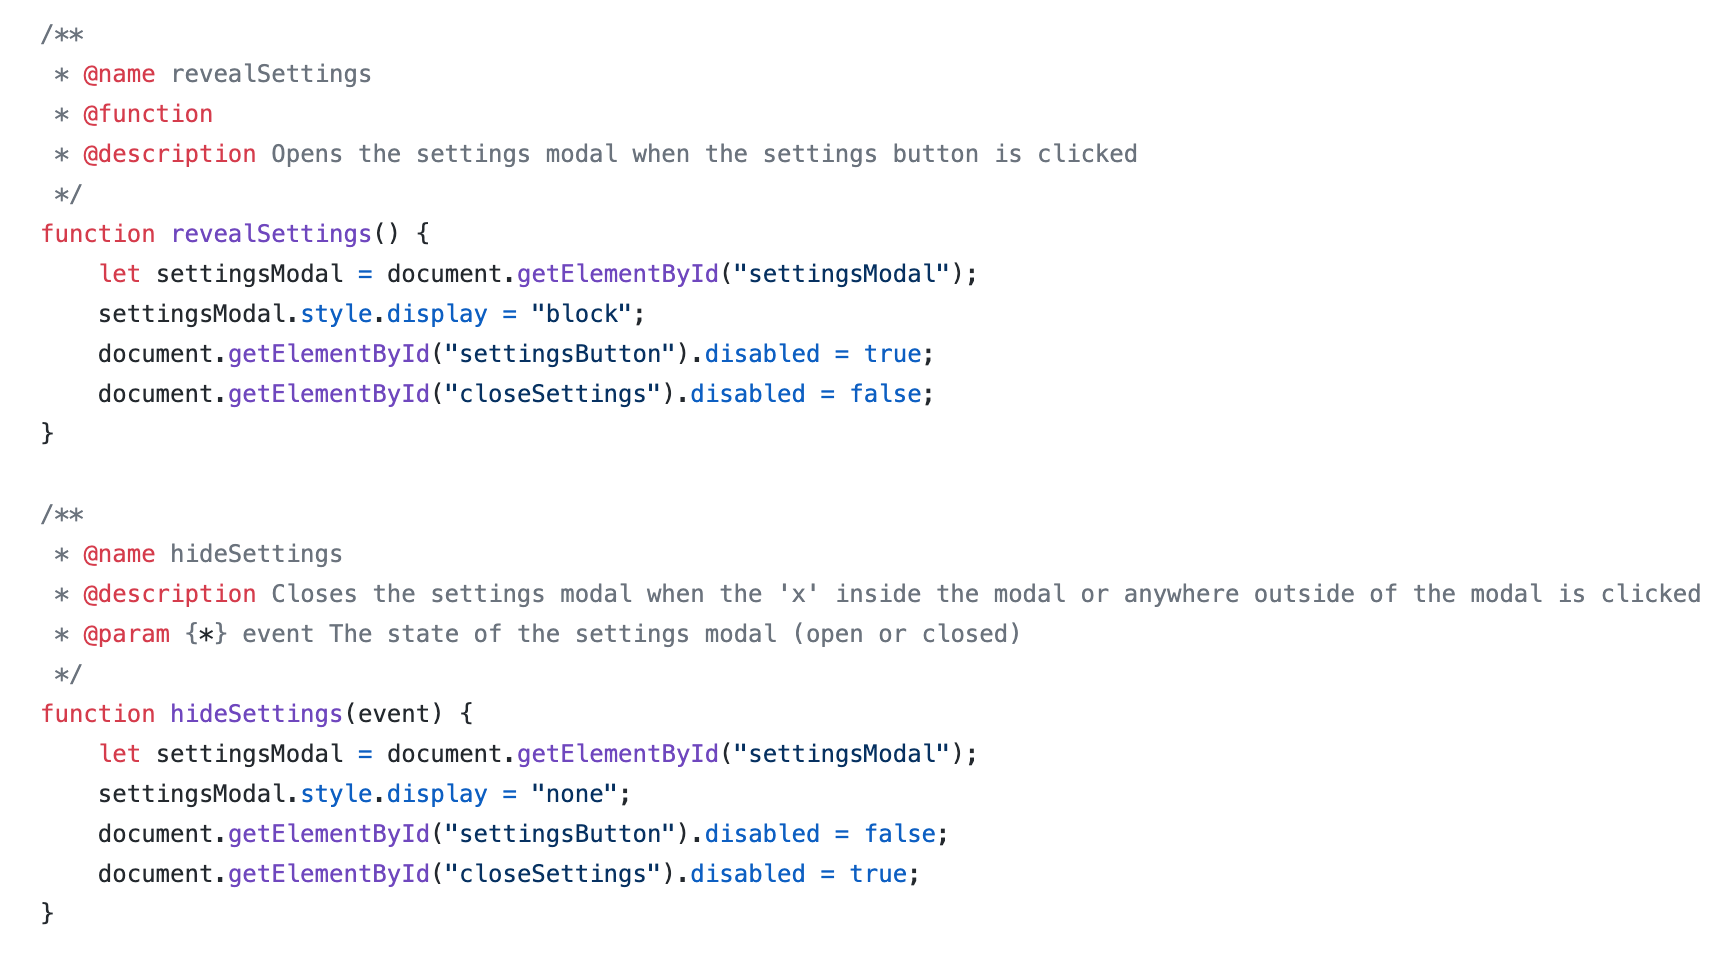 /**
 * @name revealSettings
 * @function
 * @description Opens the settings modal when the settings button is clicked
 */
function revealSettings() {
    let settingsModal = document.getElementById("settingsModal");
    settingsModal.style.display = "block";
    document.getElementById("settingsButton").disabled = true;
    document.getElementById("closeSettings").disabled = false;
}

/**
 * @name hideSettings
 * @description Closes the settings modal when the 'x' inside the modal or anywhere outside of the modal is clicked
 * @param {*} event The state of the settings modal (open or closed)
 */
function hideSettings(event) {
    let settingsModal = document.getElementById("settingsModal");
    settingsModal.style.display = "none";
    document.getElementById("settingsButton").disabled = false;
    document.getElementById("closeSettings").disabled = true;
}